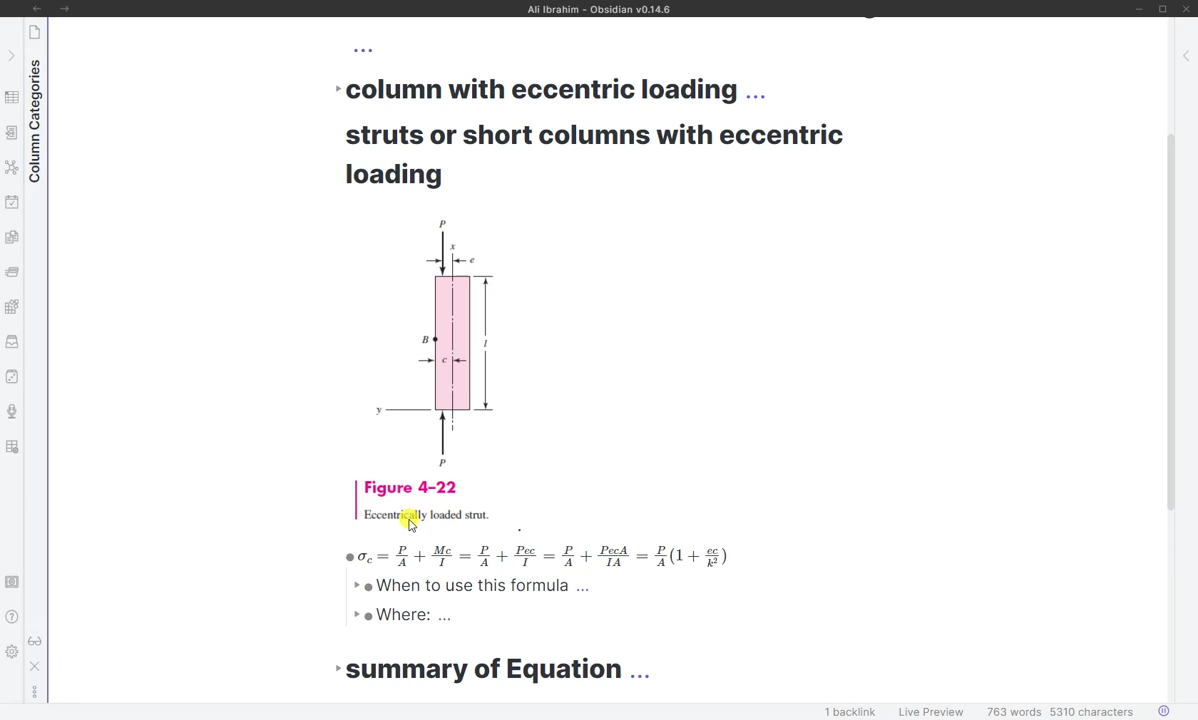 Ali Ibrahim - Obsidian v0.14.6
Column Categories
...
column with eccentric loading ...
struts or short columns with eccentric
loading
P
x
e
B
c
l
y
P
Figure 4–22
Eccentrically loaded strut.
.
σ_c = P/A + Mc/I = P/A + Pec/I = P/A + PecA/IA = P/A(1 + ec/k²)
When to use this formula ...
Where: ...
summary of Equation ...
1 backlink Live Preview 763 words 5310 characters